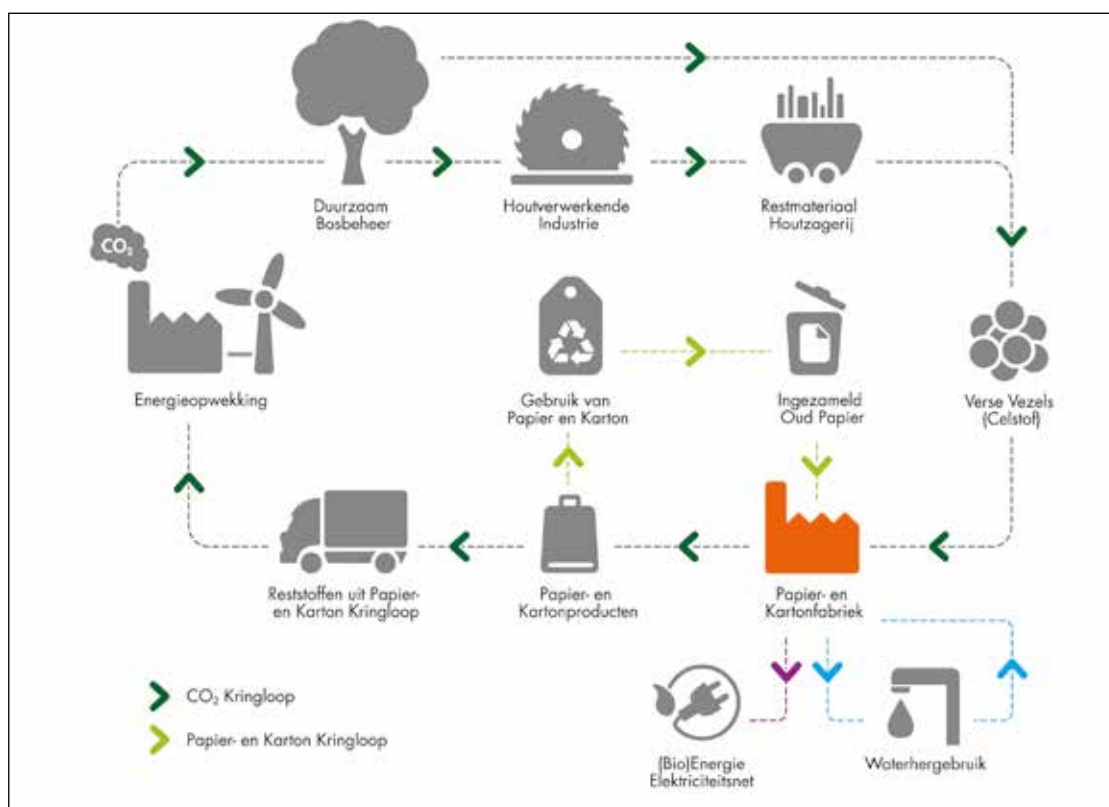 CO₂
Duurzaam
Bosbeheer
Houtverwerkende
Industrie
Restmateriaal
Houtzagerij
Energieopwekking
Gebruik van
Papier en Karton
Ingezameld
Oud Papier
Verse Vezels
(Celstof)
Reststoffen uit Papier-
en Karton Kringloop
Papier- en
Kartonproducten
Papier- en
Kartonfabriek
CO₂ Kringloop
Papier- en Karton Kringloop
(Bio)Energie
Elektriciteitsnet
Waterhergebruik